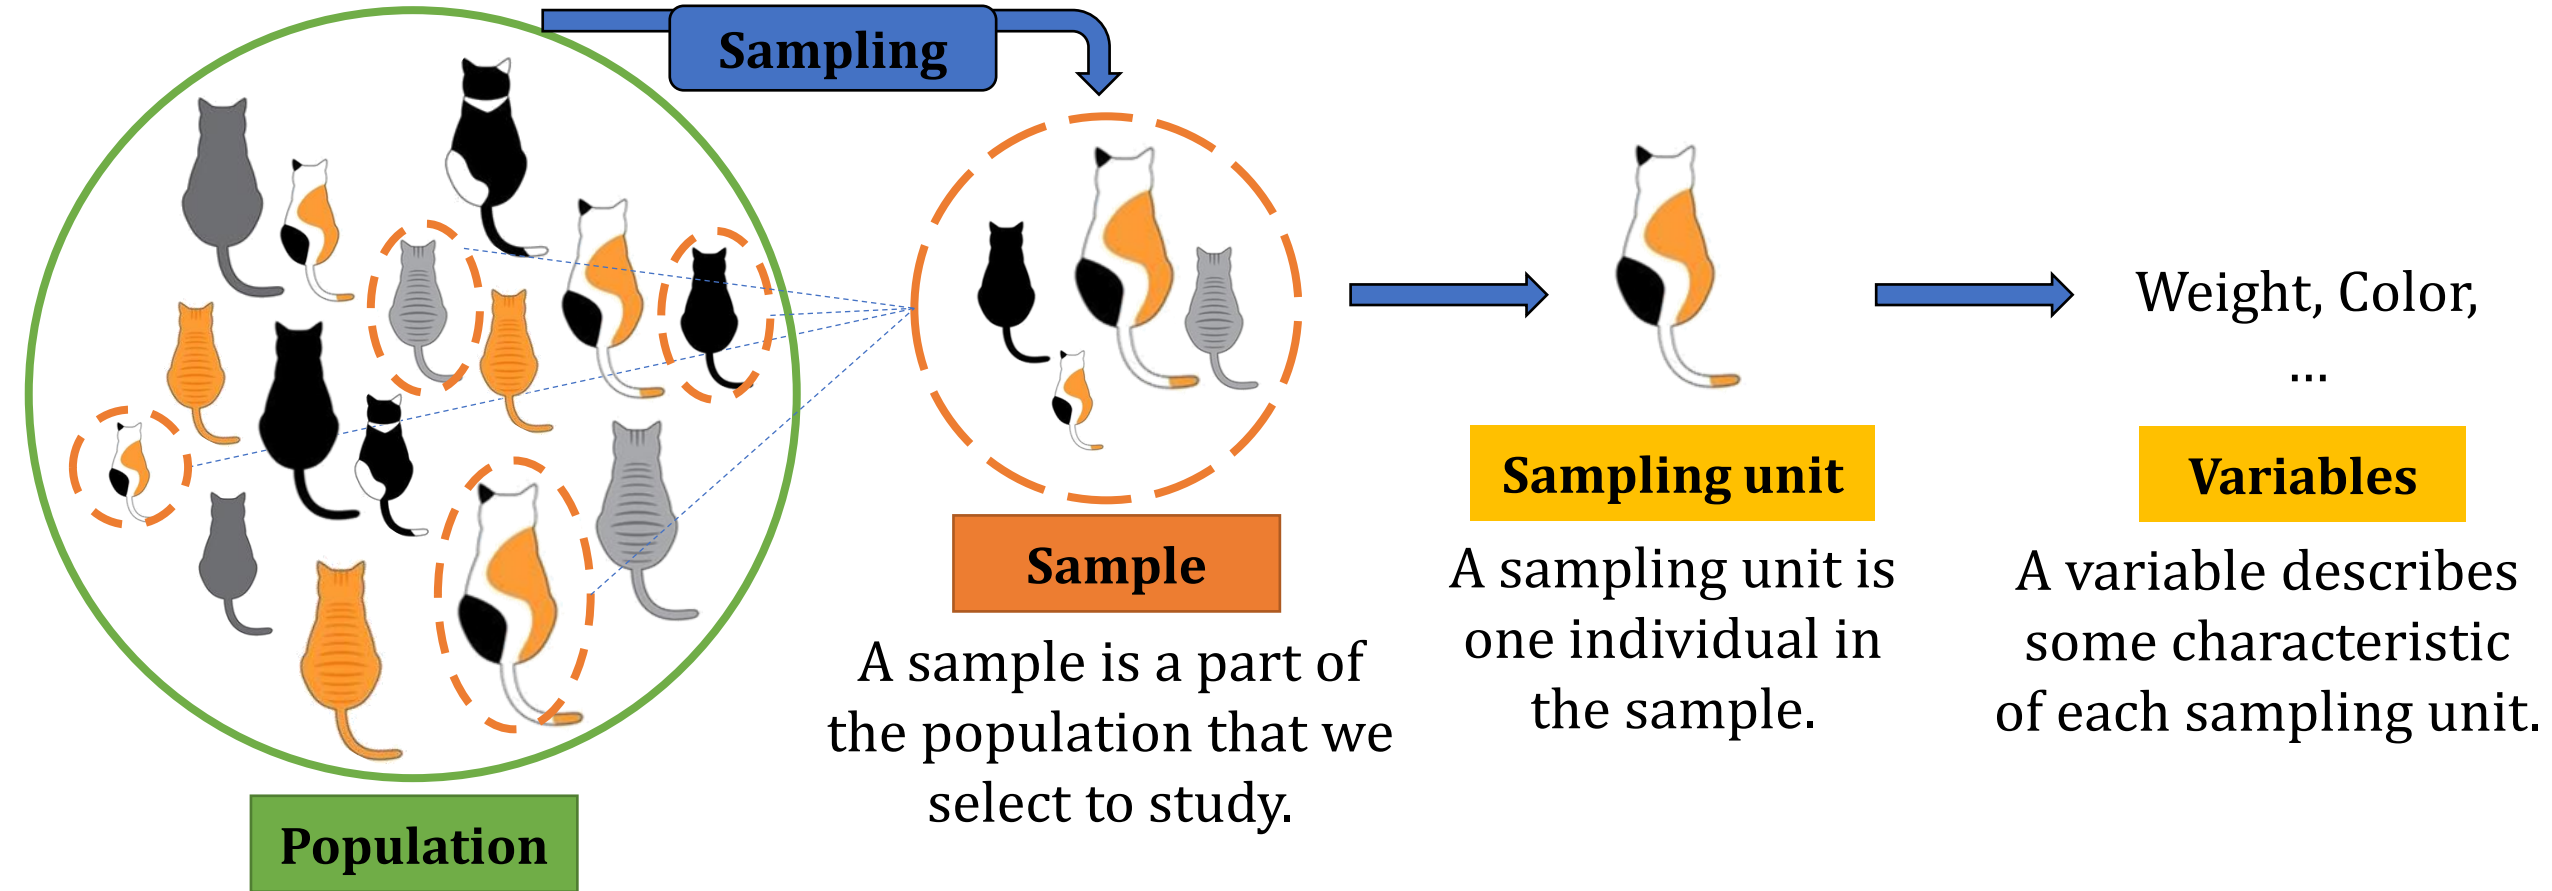 Sampling
Population
Sample
A sample is a part of
the population that we
select to study.
Sampling unit
A sampling unit is
one individual in
the sample.
Weight, Color,
...
Variables
A variable describes
some characteristic
of each sampling unit.